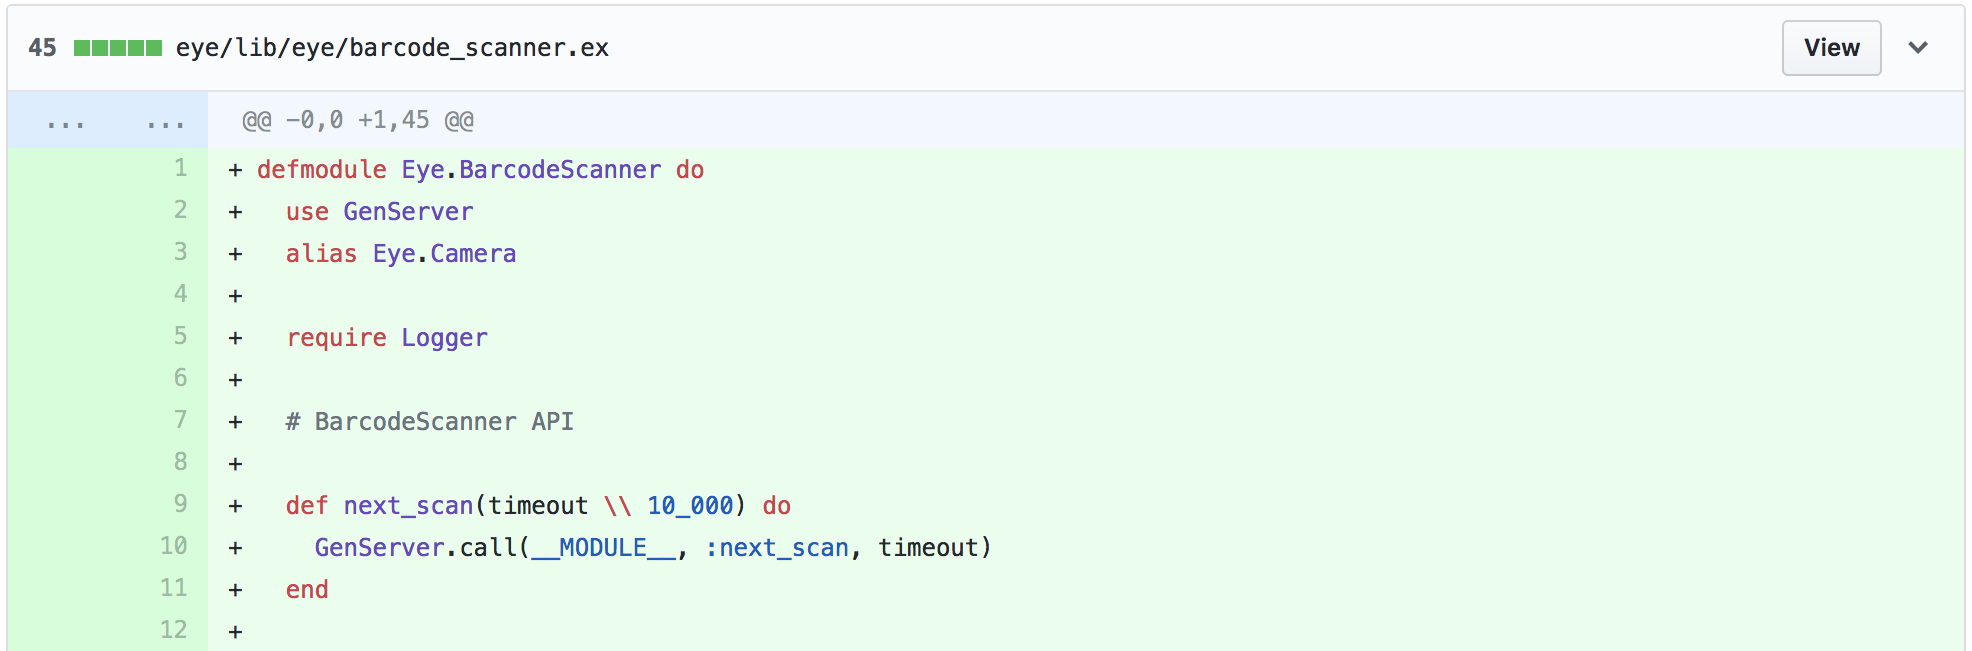 45 eye/lib/eye/barcode_scanner.ex View
... ... @@ -0,0 +1,45 @@
1 + defmodule Eye.BarcodeScanner do
2 +   use GenServer
3 +   alias Eye.Camera
4 +
5 +   require Logger
6 +
7 +   # BarcodeScanner API
8 +
9 +   def next_scan(timeout \\ 10_000) do
10 +     GenServer.call(__MODULE__, :next_scan, timeout)
11 +   end
12 +